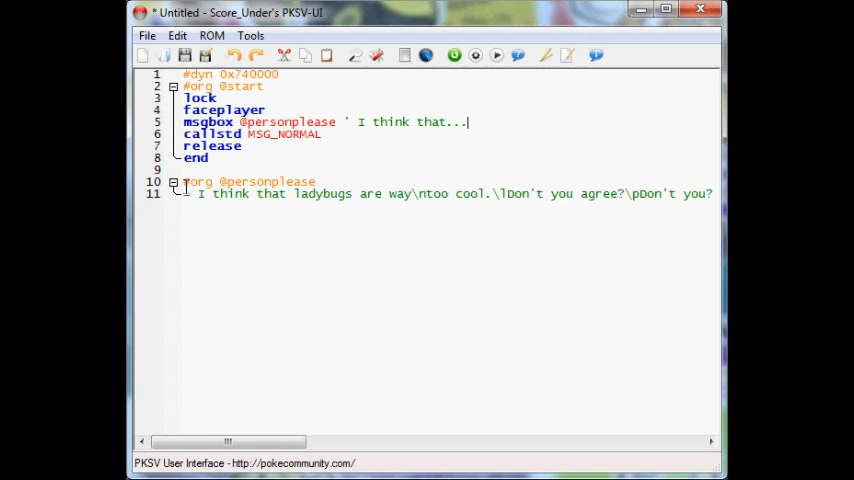 * Untitled - Score_Under's PKSV-UI
File Edit ROM Tools
1 #dyn 0x740000
2 #org @start
3 lock
4 faceplayer
5 msgbox @personplease ' I think that...
6 callstd MSG_NORMAL
7 release
8 end
9
10 #org @personplease
11 = I think that ladybugs are way\ntoo cool.\lDon't you agree?\pDon't you?
PKSV User Interface - http://pokecommunity.com/